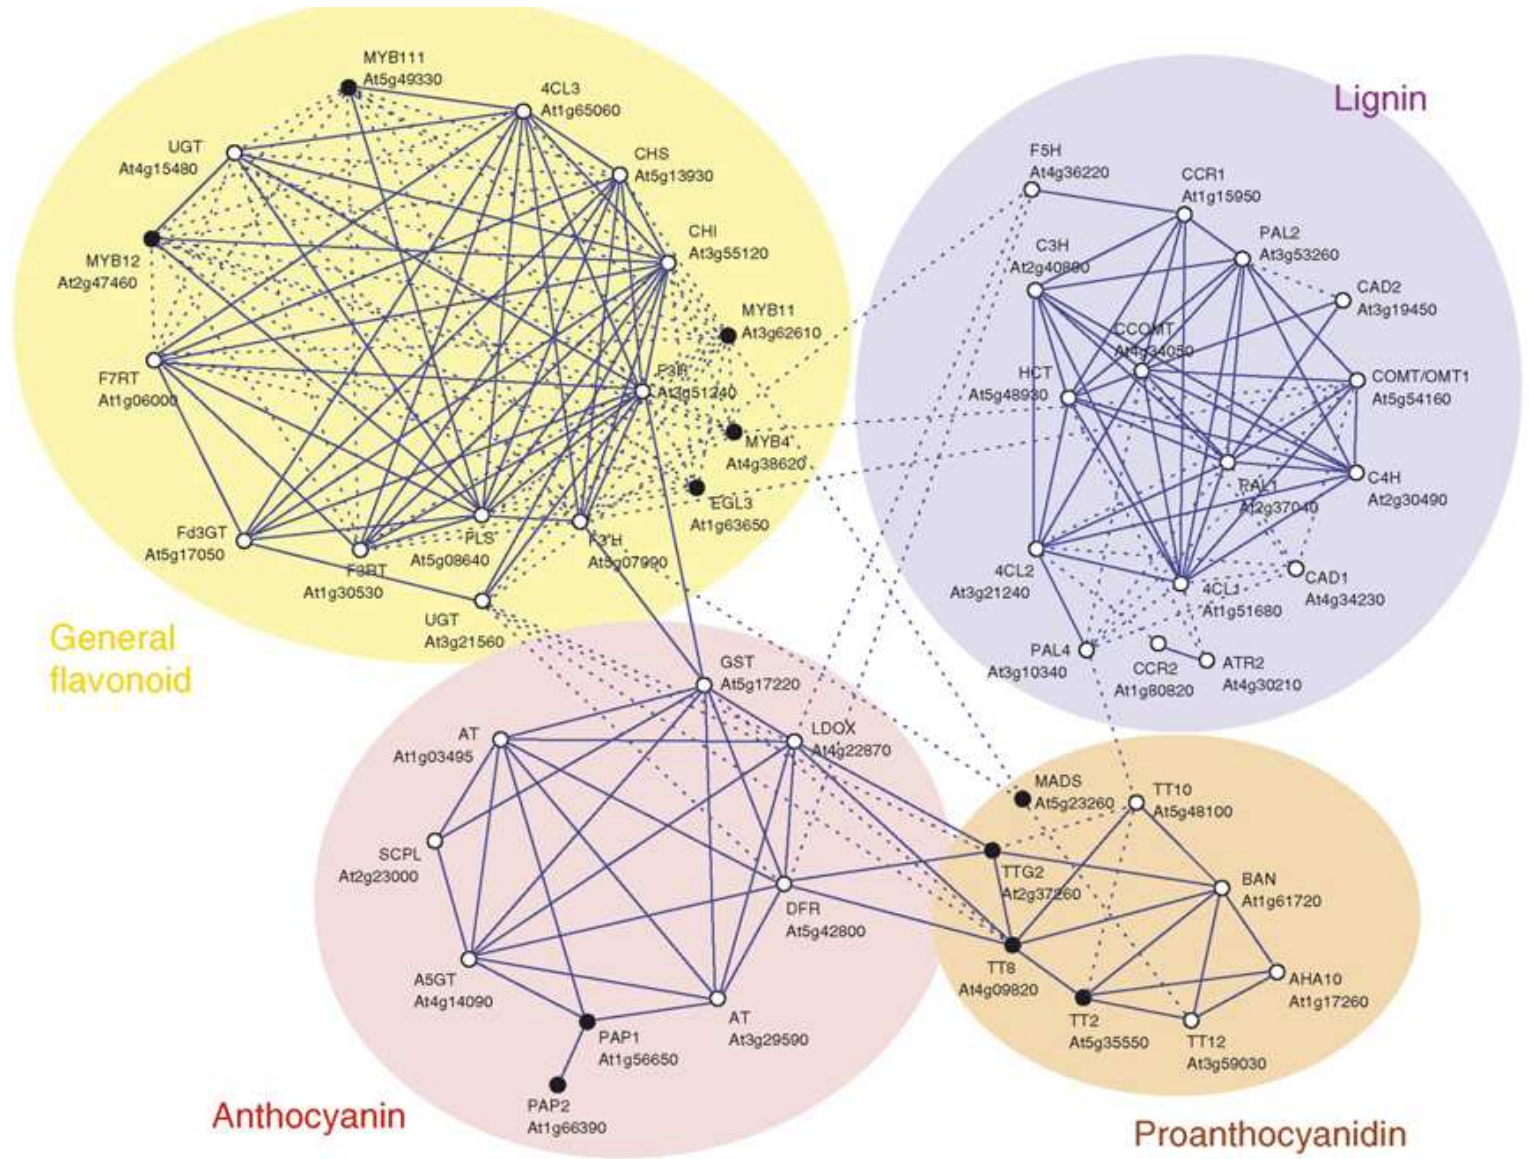 MYB111
At5g49330
4CL3
At1g65060
UGT
At4g15480
CHS
At5g13930
MYB12
At2g47460
CHI
At3g55120
MYB11
At3g62610
F7RT
At1g06000
F3H
At3g51240
MYB4
At4g38620
EGL3
At1g63650
Fd3GT
At5g17050
F3RT
At1g30530
FLS
At5g08640
F3'H
At5g07990
UGT
At3g21560
General
flavonoid
Lignin
F5H
At4g36220
CCR1
At1g15950
C3H
At2g40890
PAL2
At3g53260
CAD2
At3g19450
CCOMT
At4g34050
HCT
At5g48930
COMT/OMT1
At5g54160
PAL1
At2g37040
C4H
At2g30490
4CL2
At3g21240
4CL1
At1g51680
CAD1
At4g34230
PAL4
At3g10340
CCR2
At1g80820
ATR2
At4g30210
GST
At5g17220
AT
At1g03495
LDOX
At4g22870
SCPL
At2g23000
DFR
At5g42800
A5GT
At4g14090
AT
At3g29590
PAP1
At1g56650
PAP2
At1g66390
Anthocyanin
MADS
At5g23260
TT10
At5g48100
TTG2
At2g37260
BAN
At1g61720
TT8
At4g09820
AHA10
At1g17260
TT2
At5g35550
TT12
At3g59030
Proanthocyanidin